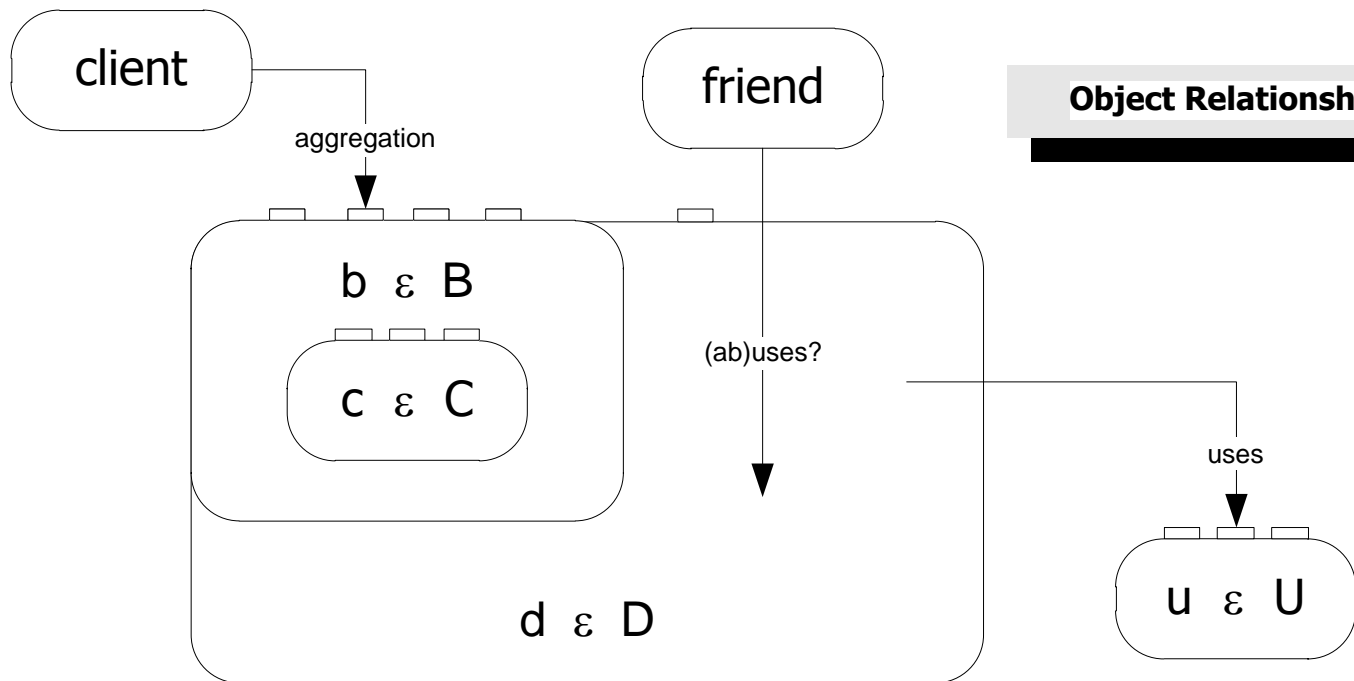 client
friend
Object Relationsh
aggregation
b ε B
(ab)uses?
c ε C
uses
u ε U
d ε D